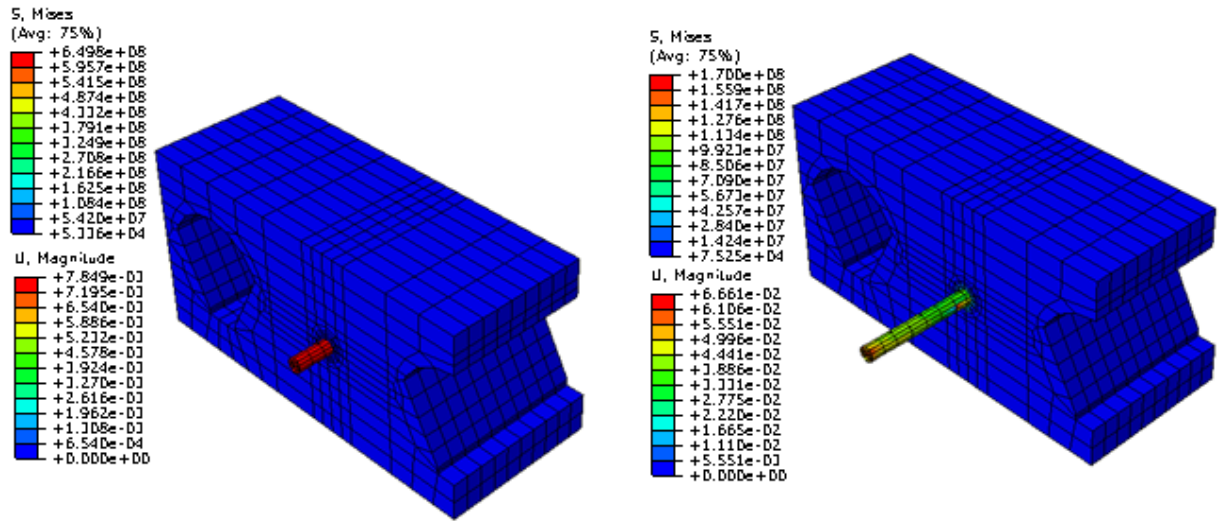 S, Mises
(Avg: 75%)
+6.498e+08
+5.957e+08
+5.415e+08
+4.874e+08
+4.332e+08
+3.791e+08
+3.249e+08
+2.708e+08
+2.166e+08
+1.625e+08
+1.084e+08
+5.420e+07
+5.336e+04
U, Magnitude
+7.849e-03
+7.195e-03
+6.540e-03
+5.886e-03
+5.232e-03
+4.578e-03
+3.924e-03
+3.270e-03
+2.616e-03
+1.962e-03
+1.308e-03
+6.540e-04
+0.000e+00
S, Mises
(Avg: 75%)
+1.700e+08
+1.559e+08
+1.417e+08
+1.276e+08
+1.134e+08
+9.923e+07
+8.506e+07
+7.090e+07
+5.673e+07
+4.257e+07
+2.840e+07
+1.424e+07
+7.525e+04
U, Magnitude
+6.661e-02
+6.106e-02
+5.551e-02
+4.996e-02
+4.441e-02
+3.886e-02
+3.331e-02
+2.775e-02
+2.220e-02
+1.665e-02
+1.110e-02
+5.551e-03
+0.000e+00